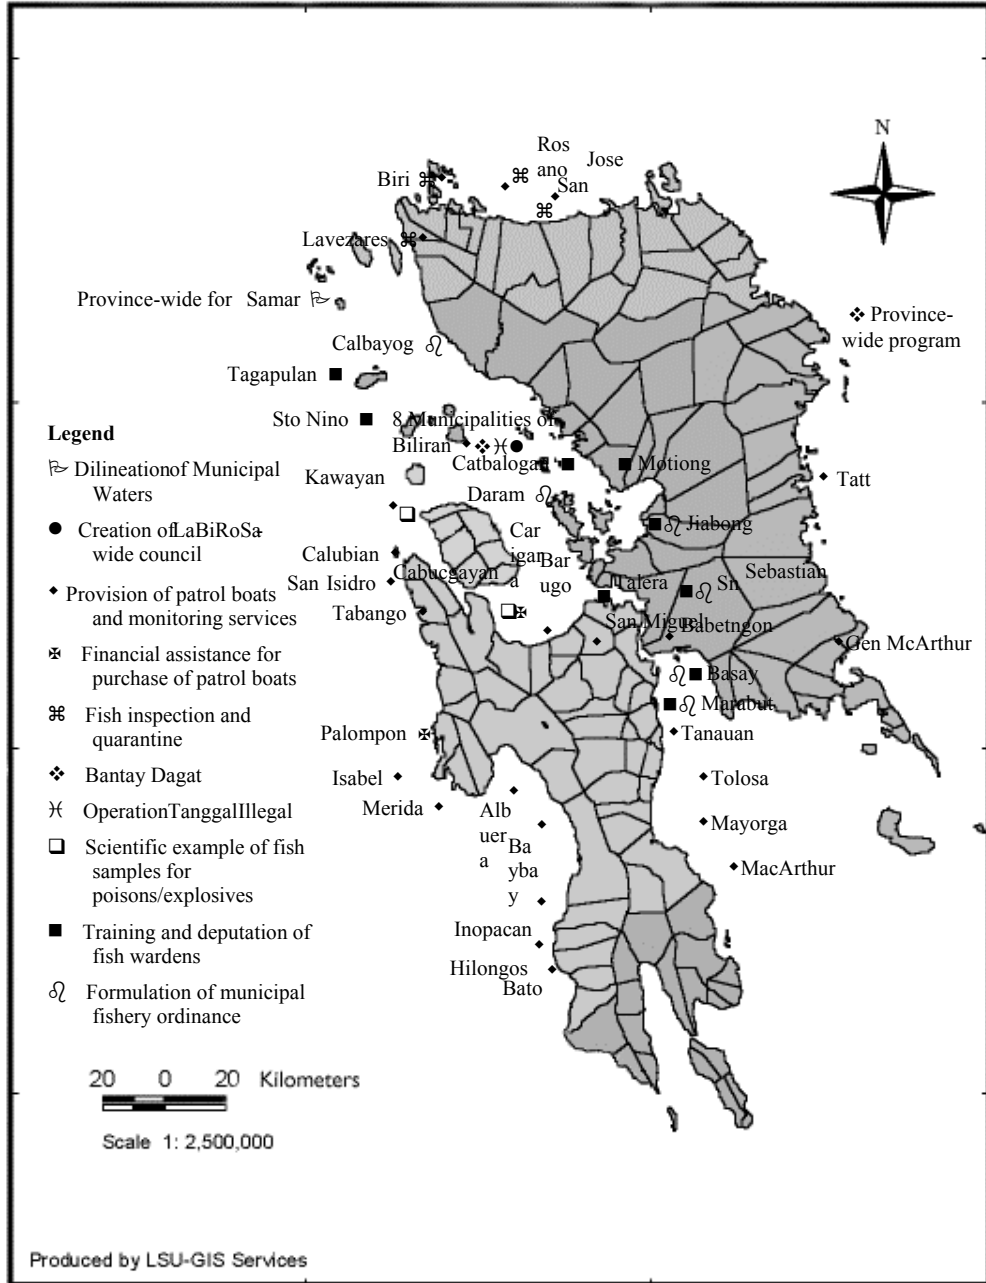 N
Ros
ano
Jose
San
Biri
Lavezares
Province-wide for Samar
Province-
wide program
Calbayog
Tagapulan
Sto Nino
8 Municipalities of
Biliran
Catbalogan
Motiong
Kawayan
Daram
Tatt
Jiabong
Car
igar
a
Calubian
Cabucgayan
San Isidro
Bar
ugo
Talera
Sn
Sebastian
Tabango
San Miguel
Babetngon
Gen McArthur
Basay
Marabut
Palompon
Tanauan
Isabel
Tolosa
Merida
Alb
uer
a
Mayorga
Ba
yba
y
MacArthur
Inopacan
Hilongos
Bato
Legend
Dilineationof Municipal
Waters
Creation ofLaBiRoSa-
wide council
Provision of patrol boats
and monitoring services
Financial assistance for
purchase of patrol boats
Fish inspection and
quarantine
Bantay Dagat
OperationTanggalIllegal
Scientific example of fish
samples for
poisons/explosives
Training and deputation of
fish wardens
Formulation of municipal
fishery ordinance
20 0 20 Kilometers
Scale 1: 2,500,000
Produced by LSU-GIS Services